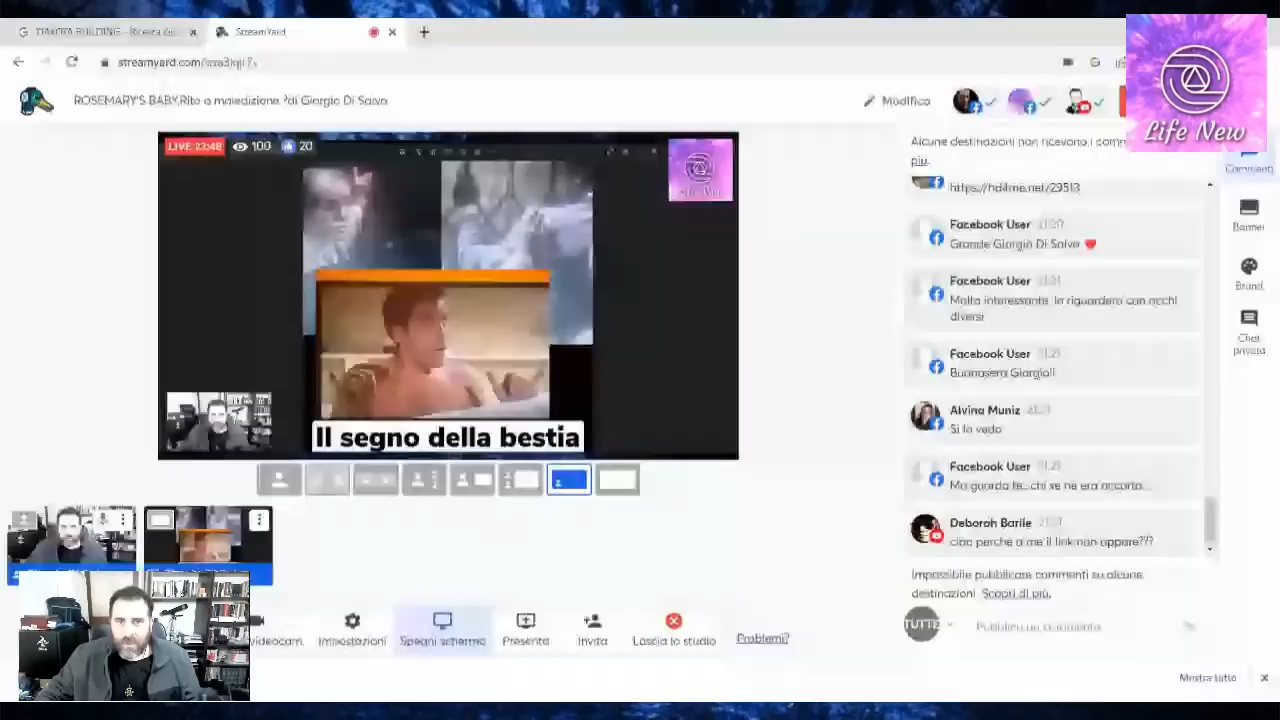 StreamYard
streamyard.com/
Life New
ROSEMARY'S BABY, Rito o maledizione ?di Giorgio Di Salvo
Modifica
Alcune destinazioni non ricevono i
più.
Commenti
https://hd4me.net/29513
LIVE 23:48 100 20
Facebook User
Grande Giorgio Di Salvo
Banner
Facebook User
Molto interessante, lo riguarderò con occhi
diversi
Brand
Chat
privata
Facebook User
Buonasera Giorgio!!
Alvina Muniz
Si lo vedo
Il segno della bestia
Facebook User
Ma guarda te...chi se ne era accorto...
Deborah Barile
ciao perchè a me il link non appare???
Impossibile pubblicare commenti su alcune
destinazioni Scopri di più.
TUTTE
Pubblica un commento
videocam.
Impostazioni
Spegni schermo
Presenta
Invita
Lascia lo studio
Problemi?
Mostra tutto